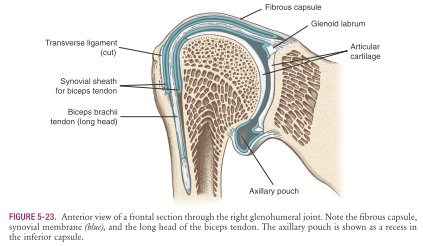 Fibrous capsule
Glenoid labrum
Transverse ligament
(cut)
Articular
cartilage
Synovial sheath
for biceps tendon
Biceps brachii
tendon (long head)
Axillary pouch
FIGURE 5-23. Anterior view of a frontal section through the right glenohumeral joint. Note the fibrous capsule,
synovial membrane (blue), and the long head of the biceps tendon. The axillary pouch is shown as a recess in
the inferior capsule.